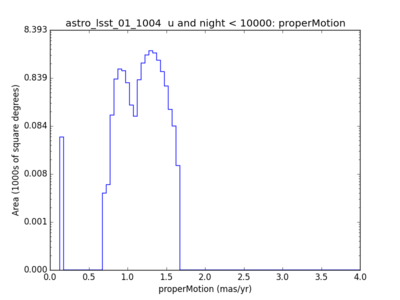 astro_lsst_01_1004 u and night < 10000: properMotion
8.393
0.839
0.084
0.008
0.001
0.000
Area (1000s of square degrees)
0.0 0.5 1.0 1.5 2.0 2.5 3.0 3.5 4.0
properMotion (mas/yr)